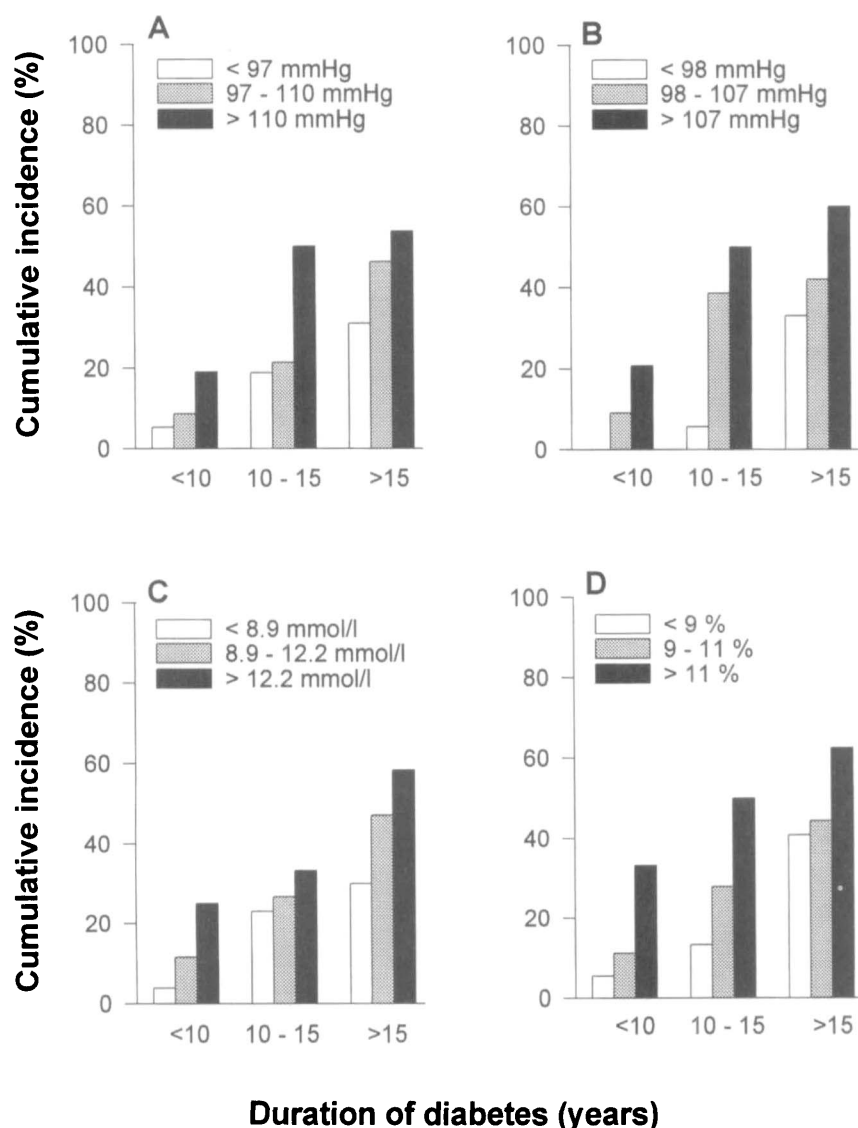 A
Cumulative incidence (%)
100
80
60
40
20
0
< 97 mmHg
97 - 110 mmHg
> 110 mmHg
<10 10 - 15 >15
B
100
80
60
40
20
0
< 98 mmHg
98 - 107 mmHg
> 107 mmHg
<10 10 - 15 >15
C
Cumulative incidence (%)
100
80
60
40
20
0
< 8.9 mmol/l
8.9 - 12.2 mmol/l
> 12.2 mmol/l
<10 10 - 15 >15
D
100
80
60
40
20
0
< 9 %
9 - 11 %
> 11 %
<10 10 - 15 >15
Duration of diabetes (years)